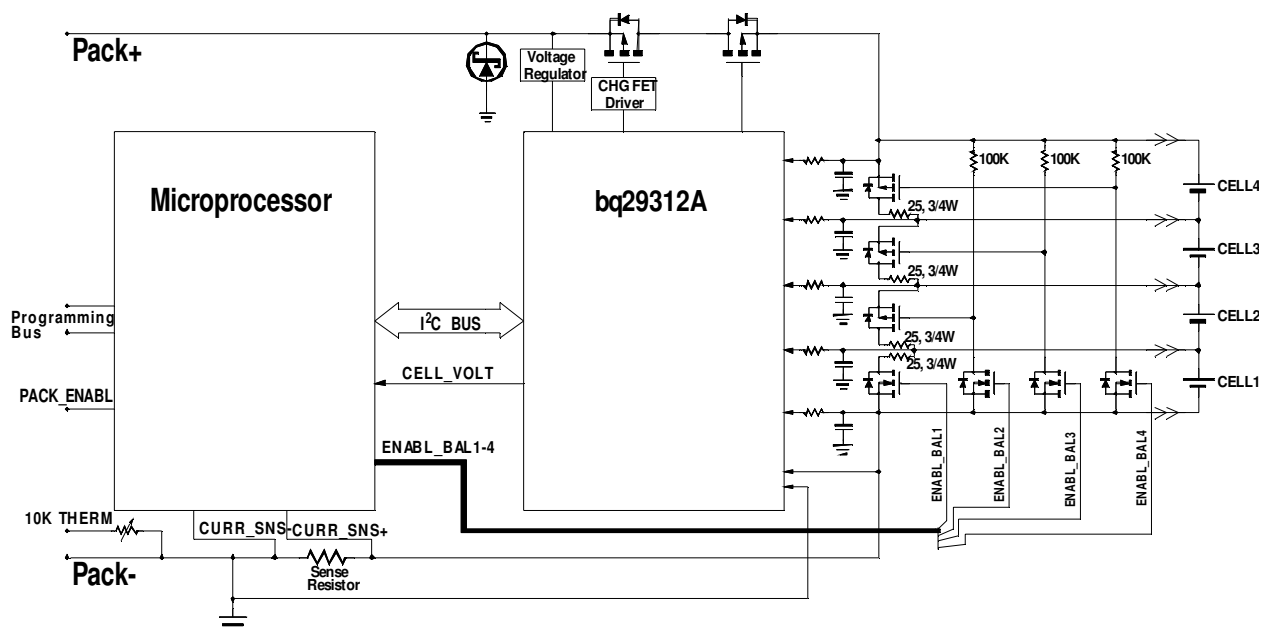 Pack+
Voltage
Regulator
CHG FET
Driver
Microprocessor
bq29312A
100K
100K
100K
CELL4
25, 3/4W
CELL3
25, 3/4W
CELL2
25, 3/4W
25, 3/4W
CELL1
Programming
Bus
I²C BUS
CELL_VOLT
PACK_ENABL
ENABL_BAL1-4
ENABL_BAL1
ENABL_BAL2
ENABL_BAL3
ENABL_BAL4
10K THERM
CURR_SNS-
CURR_SNS+
Pack-
Sense
Resistor